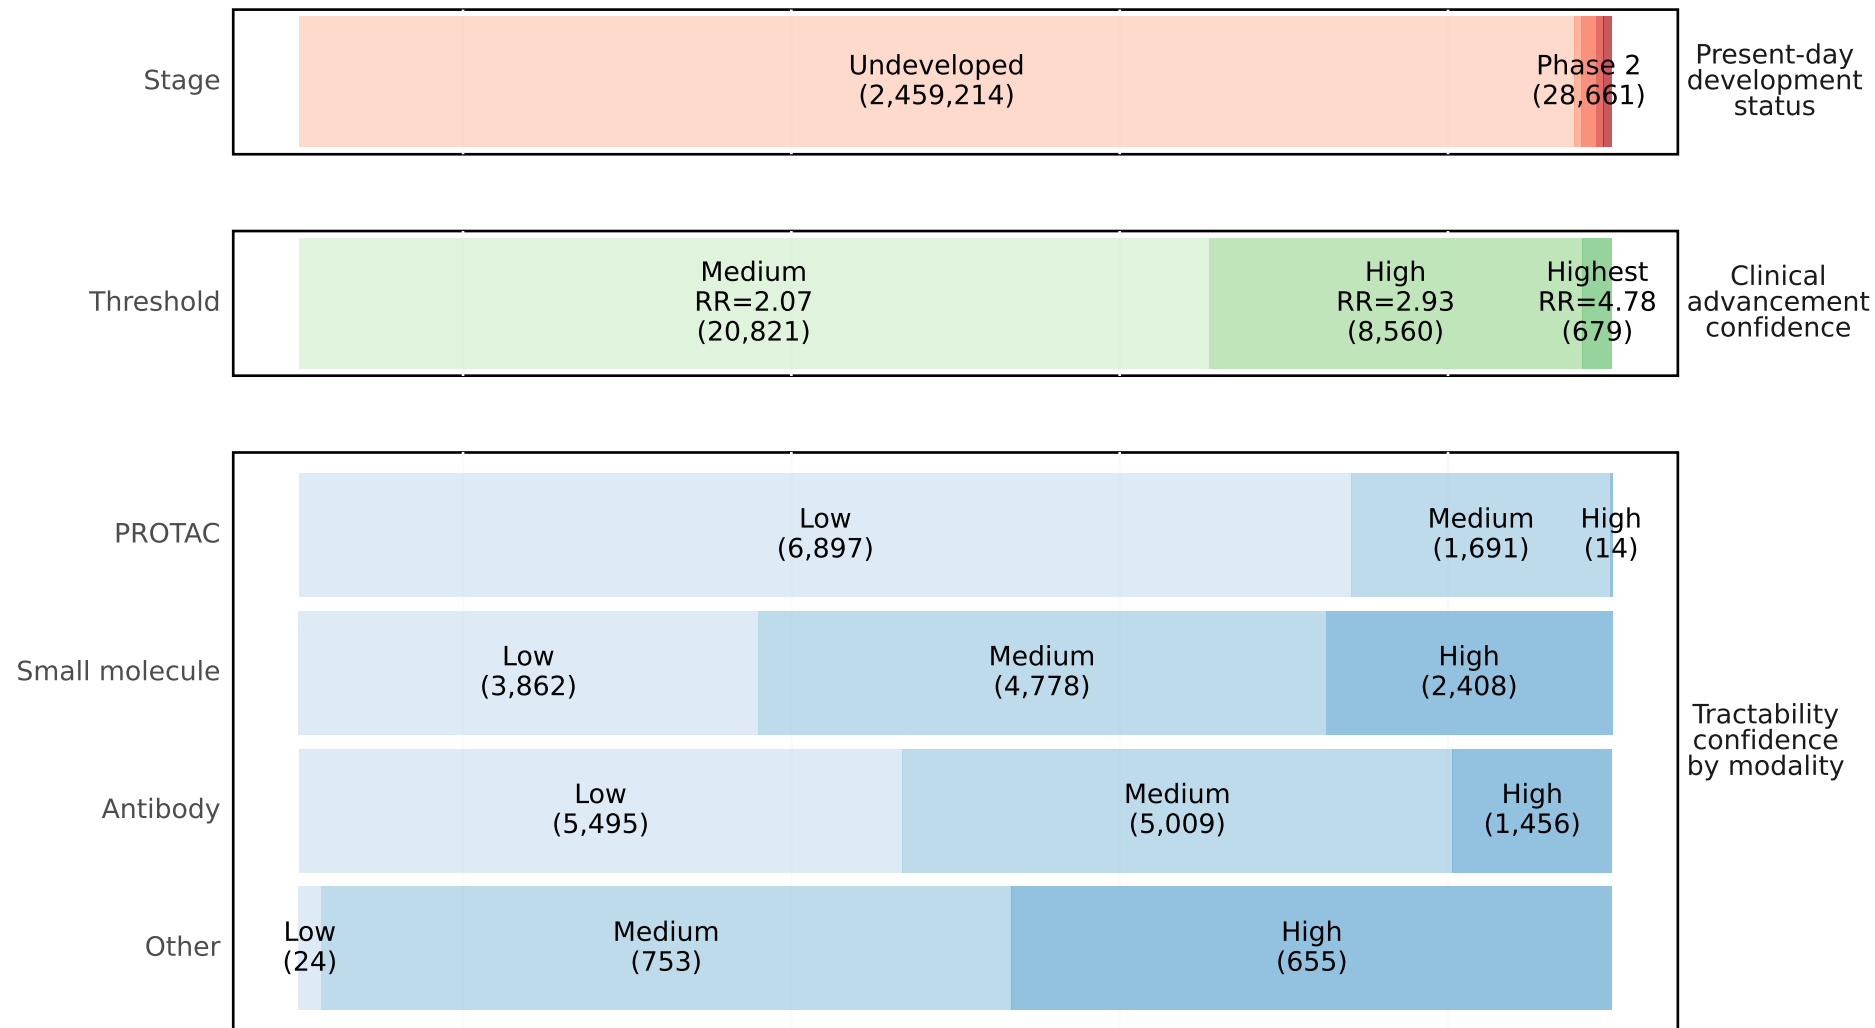 Stage
Undeveloped
(2,459,214)
Phase 2
(28,661)
Present-day
development
status
Threshold
Medium
RR=2.07
(20,821)
High
RR=2.93
(8,560)
Highest
RR=4.78
(679)
Clinical
advancement
confidence
PROTAC
Low
(6,897)
Medium
(1,691)
High
(14)
Small molecule
Low
(3,862)
Medium
(4,778)
High
(2,408)
Antibody
Low
(5,495)
Medium
(5,009)
High
(1,456)
Other
Low
(24)
Medium
(753)
High
(655)
Tractability
confidence
by modality